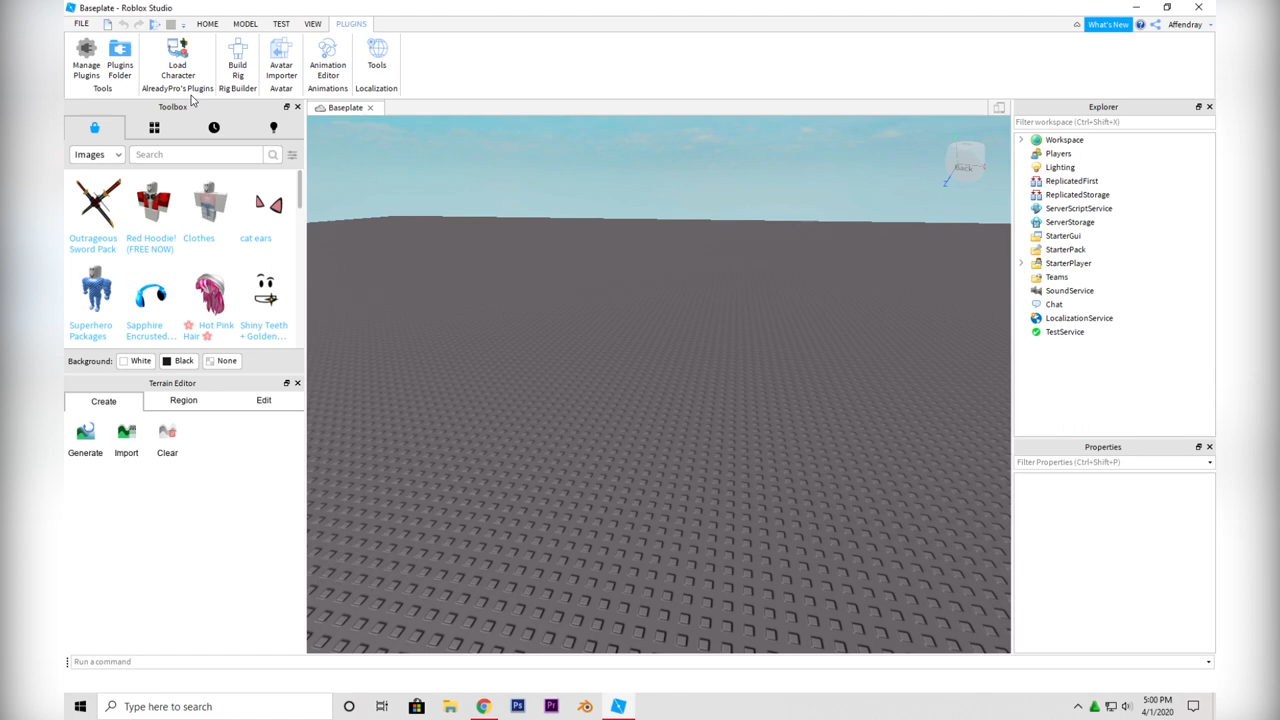 Baseplate - Roblox Studio
FILE HOME MODEL TEST VIEW PLUGINS What's New Affendray
Manage Plugins
Plugins Folder
Tools
Load Character
AlreadyPro's Plugins
Build Rig
Rig Builder
Avatar Importer
Avatar
Animation Editor
Animations
Tools
Localization
Toolbox
Images
Search
Outrageous Sword Pack
Red Hoodie! (FREE NOW)
Clothes
cat ears
Superhero Packages
Sapphire Encrusted...
🌸 Hot Pink Hair 🌸
Shiny Teeth + Golden...
Background: White Black None
Terrain Editor
Create Region Edit
Generate Import Clear
Baseplate
Back
Z
Explorer
Filter workspace (Ctrl+Shift+X)
Workspace
Players
Lighting
ReplicatedFirst
ReplicatedStorage
ServerScriptService
ServerStorage
StarterGui
StarterPack
StarterPlayer
Teams
SoundService
Chat
LocalizationService
TestService
Properties
Filter Properties (Ctrl+Shift+P)
Run a command
Type here to search
Ps
Pr
5:00 PM
4/1/2020